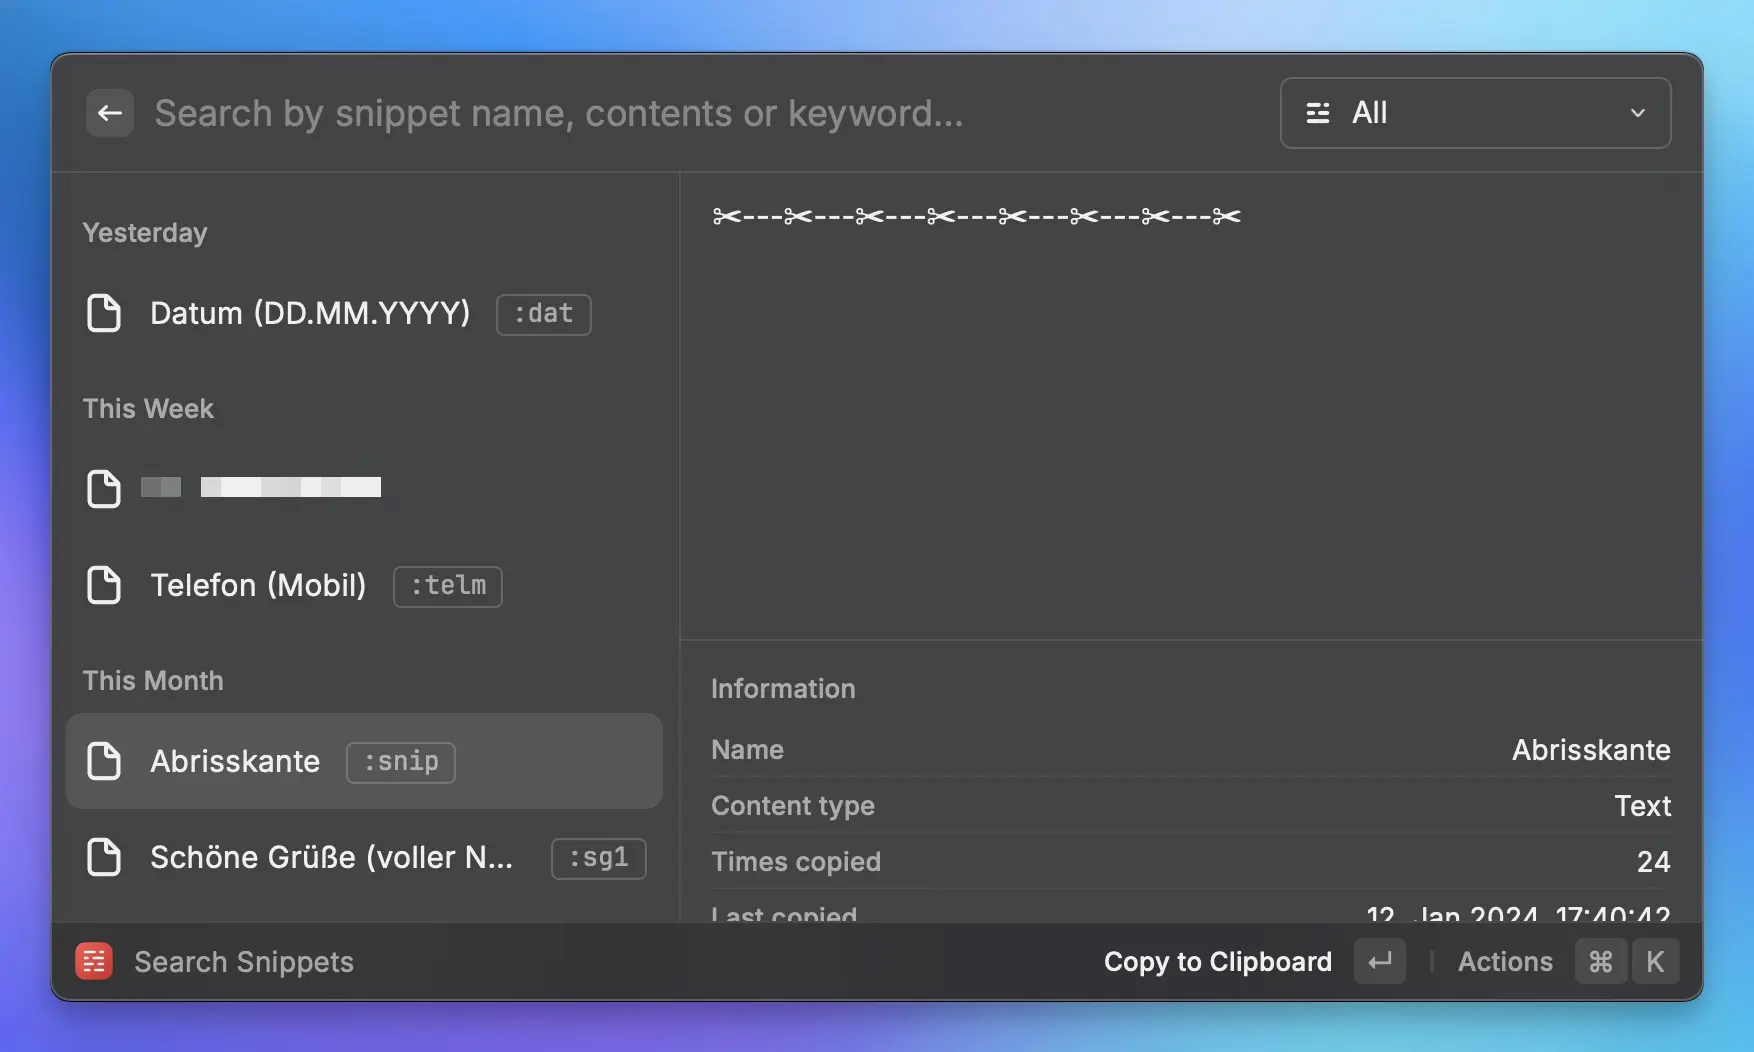 Search by snippet name, contents or keyword...
All
Yesterday
Datum (DD.MM.YYYY) :dat
This Week
Telefon (Mobil) :telm
This Month
Abrisskante :snip
Schöne Grüße (voller N... :sg1
✂---✂---✂---✂---✂---✂---✂---✂
Information
Name Abrisskante
Content type Text
Times copied 24
Last copied 12. Jan 2024, 17:40:42
Search Snippets
Copy to Clipboard ↵
Actions ⌘ K